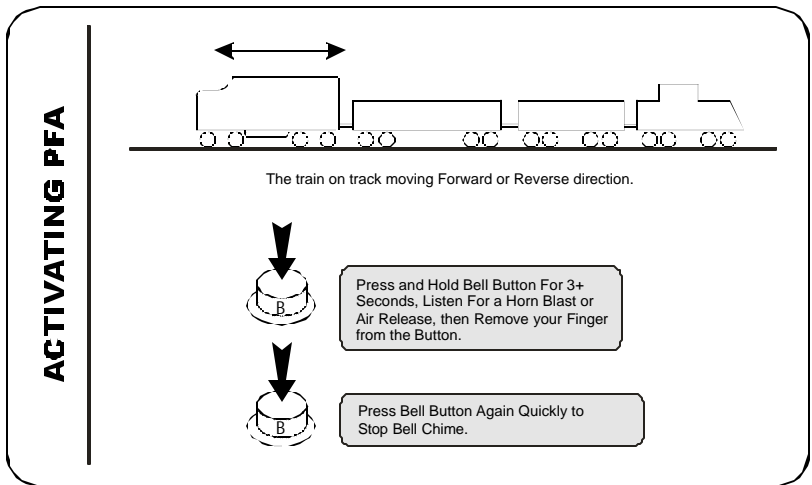 ACTIVATING PFA
The train on track moving Forward or Reverse direction.
B
Press and Hold Bell Button For 3+
Seconds, Listen For a Horn Blast or
Air Release, then Remove your Finger
from the Button.
B
Press Bell Button Again Quickly to
Stop Bell Chime.